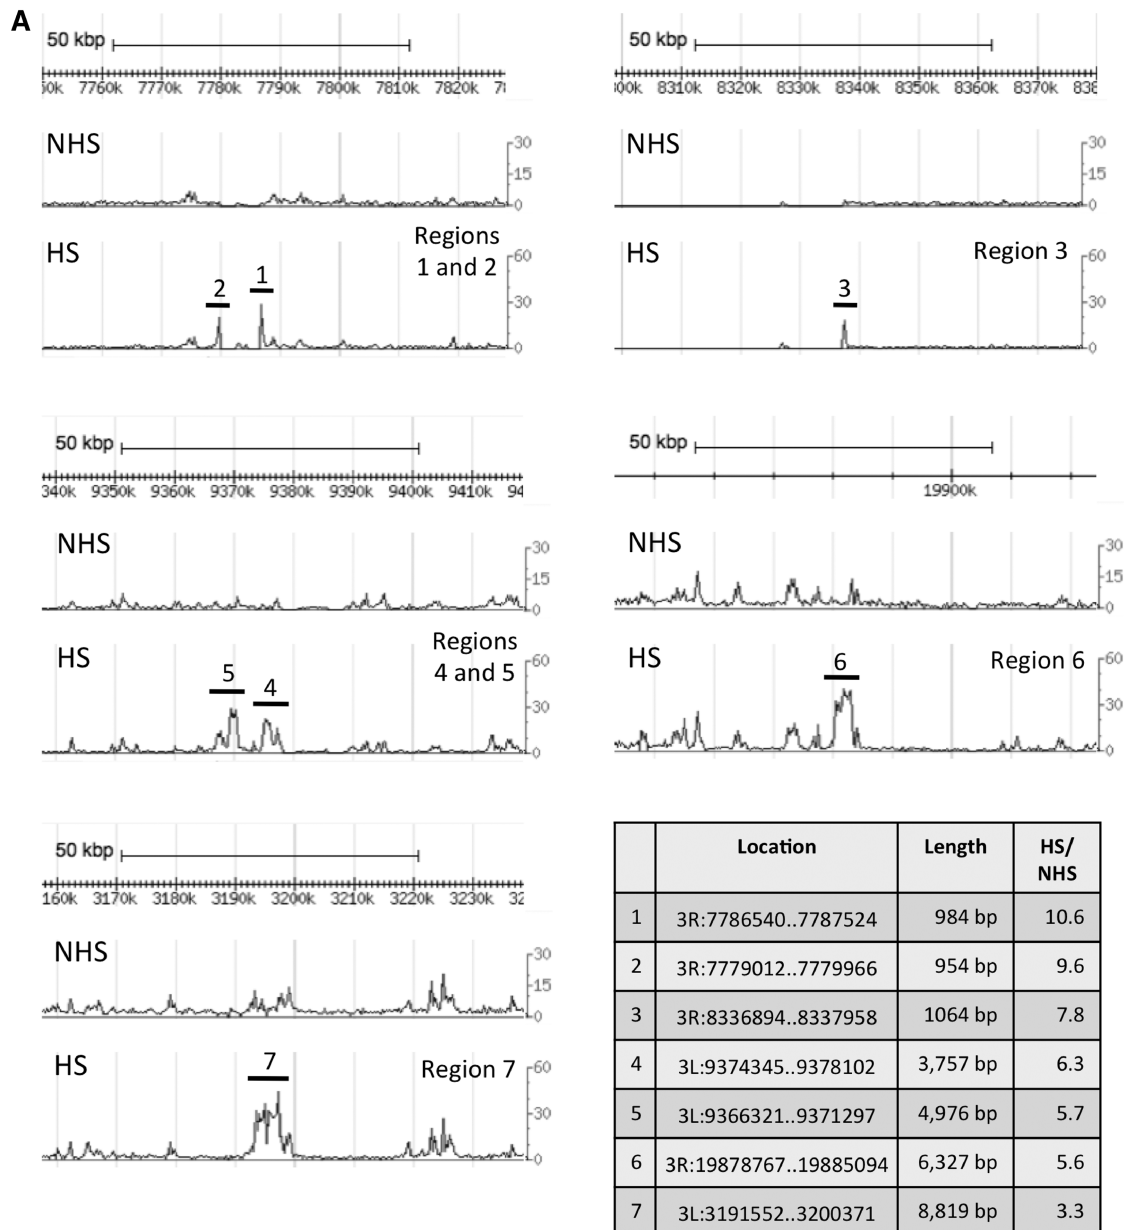 A
50 kbp
7760k 7770k 7780k 7790k 7800k 7810k 7820k
NHS
30
15
0
HS
Regions
1 and 2
60
30
0
2
1
50 kbp
8310k 8320k 8330k 8340k 8350k 8360k 8370k
NHS
30
15
0
HS
Region 3
60
30
0
3
50 kbp
340k 9350k 9360k 9370k 9380k 9390k 9400k 9410k
NHS
30
15
0
HS
Regions
4 and 5
60
30
0
5
4
50 kbp
19900k
NHS
30
15
0
HS
Region 6
60
30
0
6
50 kbp
160k 3170k 3180k 3190k 3200k 3210k 3220k 3230k
NHS
30
15
0
HS
Region 7
60
30
0
7
Location Length HS/
NHS
1 3R:7786540..7787524 984 bp 10.6
2 3R:7779012..7779966 954 bp 9.6
3 3R:8336894..8337958 1064 bp 7.8
4 3L:9374345..9378102 3,757 bp 6.3
5 3L:9366321..9371297 4,976 bp 5.7
6 3R:19878767..19885094 6,327 bp 5.6
7 3L:3191552..3200371 8,819 bp 3.3